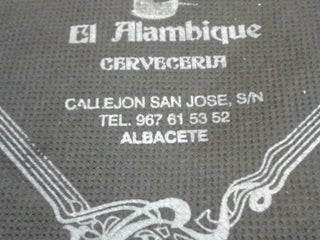 El Alambique
CERVECERIA
CALLEJON SAN JOSE, S/N
TEL. 967 61 53 52
ALBACETE